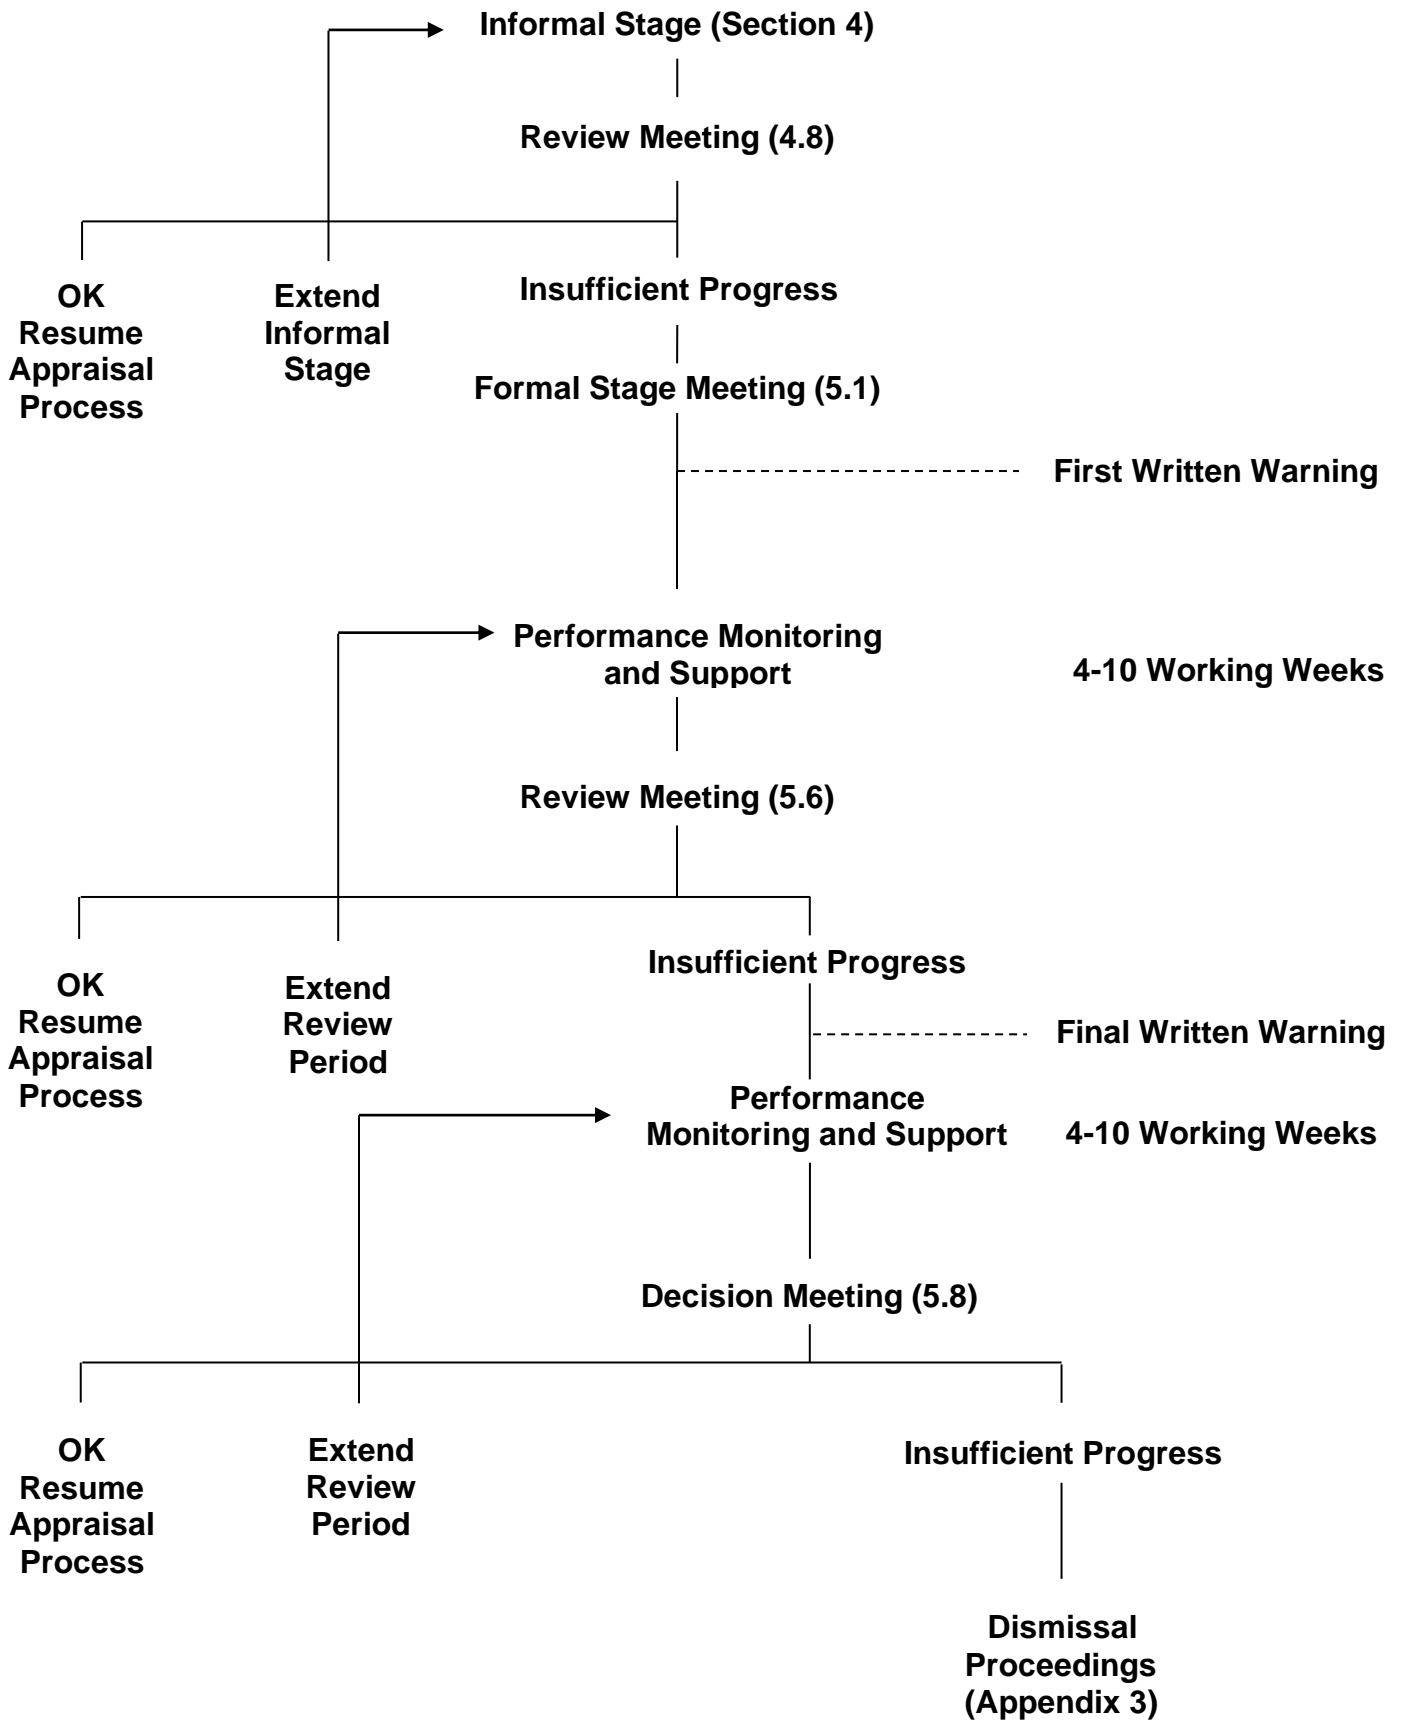 Informal Stage (Section 4)
Review Meeting (4.8)
OK
Resume
Appraisal
Process
Extend
Informal
Stage
Insufficient Progress
Formal Stage Meeting (5.1)
First Written Warning
Performance Monitoring
and Support
4-10 Working Weeks
Review Meeting (5.6)
OK
Resume
Appraisal
Process
Extend
Review
Period
Insufficient Progress
Final Written Warning
Performance
Monitoring and Support
4-10 Working Weeks
Decision Meeting (5.8)
OK
Resume
Appraisal
Process
Extend
Review
Period
Insufficient Progress
Dismissal
Proceedings
(Appendix 3)